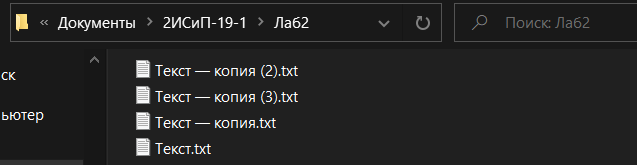 « Документы > 2ИСиП-19-1 > Лаб2
Поиск: Лаб2
ск
ьютер
Текст — копия (2).txt
Текст — копия (3).txt
Текст — копия.txt
Текст.txt